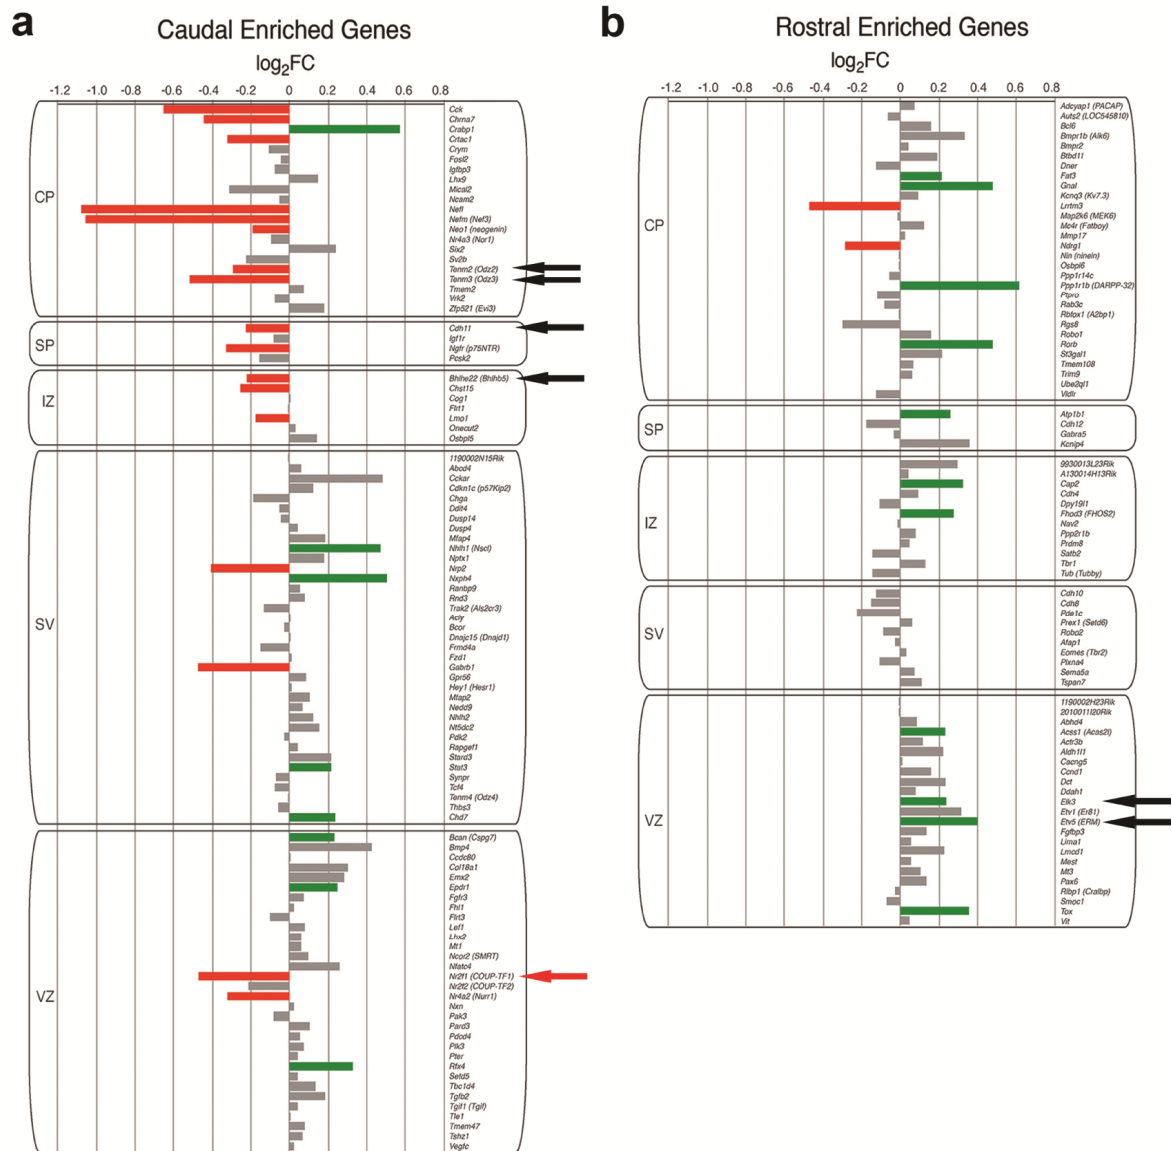 a
Caudal Enriched Genes
log2FC
-1.2 -1.0 -0.8 -0.6 -0.4 -0.2 0 0.2 0.4 0.6 0.8
CP
Cck
Chrna7
Crabp1
Crtac1
Crym
Fosl2
Igfbp3
Lhx9
Mical2
Ncam2
Nefl
Nefm (Nef3)
Neo1 (neogenin)
Nr4a3 (Nor1)
Six2
Sv2b
Tenm2 (Odz2)
Tenm3 (Odz3)
Tmem2
Vrk2
Zfp521 (Evi3)
SP
Cdh11
Igf1r
Ngfr (p75NTR)
Pcsk2
IZ
Bhlhe22 (Bhlhb5)
Chst15
Cog1
Flrt1
Lmo1
Onecut2
Osbpl5
SV
1190002N15Rik
Abcd4
Cckar
Cdkn1c (p57Kip2)
Chga
Ddit4
Dusp14
Dusp4
Mfap4
Nhlh1 (Nscl)
Nptx1
Nrp2
Nxph4
Ranbp9
Rnd3
Trak2 (Als2cr3)
Acly
Bcor
Dnajc15 (Dnajd1)
Frmd4a
Fzd1
Gabrb1
Gpr56
Hey1 (Hesr1)
Mfap2
Nedd9
Nhlh2
Nt5dc2
Pdk2
Rapgef1
Stard3
Stat3
Synpr
Tcf4
Tenm4 (Odz4)
Thbs3
Chd7
VZ
Bcan (Cspg7)
Bmp4
Ccdc80
Col18a1
Emx2
Epdr1
Fgfr3
Fhl1
Flrt3
Lef1
Lhx2
Mt1
Ncor2 (SMRT)
Nfatc4
Nr2f1 (COUP-TF1)
Nr2f2 (COUP-TF2)
Nr4a2 (Nurr1)
Nxn
Pak3
Pard3
Pdcd4
Plk3
Pter
Rfx4
Setd5
Tbc1d4
Tgfb2
Tgif1 (Tgif)
Tle1
Tmem47
Tshz1
Vegfc
b
Rostral Enriched Genes
log2FC
-1.2 -1.0 -0.8 -0.6 -0.4 -0.2 0 0.2 0.4 0.6 0.8
CP
Adcyap1 (PACAP)
Auts2 (LOC545810)
Bcl6
Bmpr1b (Alk6)
Bmpr2
Btbd11
Dner
Fat3
Gnal
Kcnq3 (Kv7.3)
Lrrtm3
Map2k6 (MEK6)
Mc4r (Fatboy)
Mmp17
Ndrg1
Nin (ninein)
Osbpl6
Ppp1r14c
Ppp1r1b (DARPP-32)
Ptpro
Rab3c
Rbfox1 (A2bp1)
Rgs8
Robo1
Rorb
St3gal1
Tmem108
Trim9
Ube2ql1
Vldlr
SP
Atp1b1
Cdh12
Gabra5
Kcnip4
IZ
9930013L23Rik
A130014H13Rik
Cap2
Cdh4
Dpy19l1
Fhod3 (FHOS2)
Nav2
Ppp2r1b
Prdm8
Satb2
Tbr1
Tub (Tubby)
SV
Cdh10
Cdh8
Pde1c
Prex1 (Setd6)
Robo2
Afap1
Eomes (Tbr2)
Plxna4
Sema5a
Tspan7
VZ
1190002H23Rik
2010011I20Rik
Abhd4
Acss1 (Acas2l)
Actr3b
Aldh1l1
Cacng5
Ccnd1
Dct
Ddah1
Elk3
Etv1 (Er81)
Etv5 (ERM)
Fgfbp3
Lima1
Lmcd1
Mest
Mt3
Pax6
Rlbp1 (Cralbp)
Smoc1
Tox
Vit